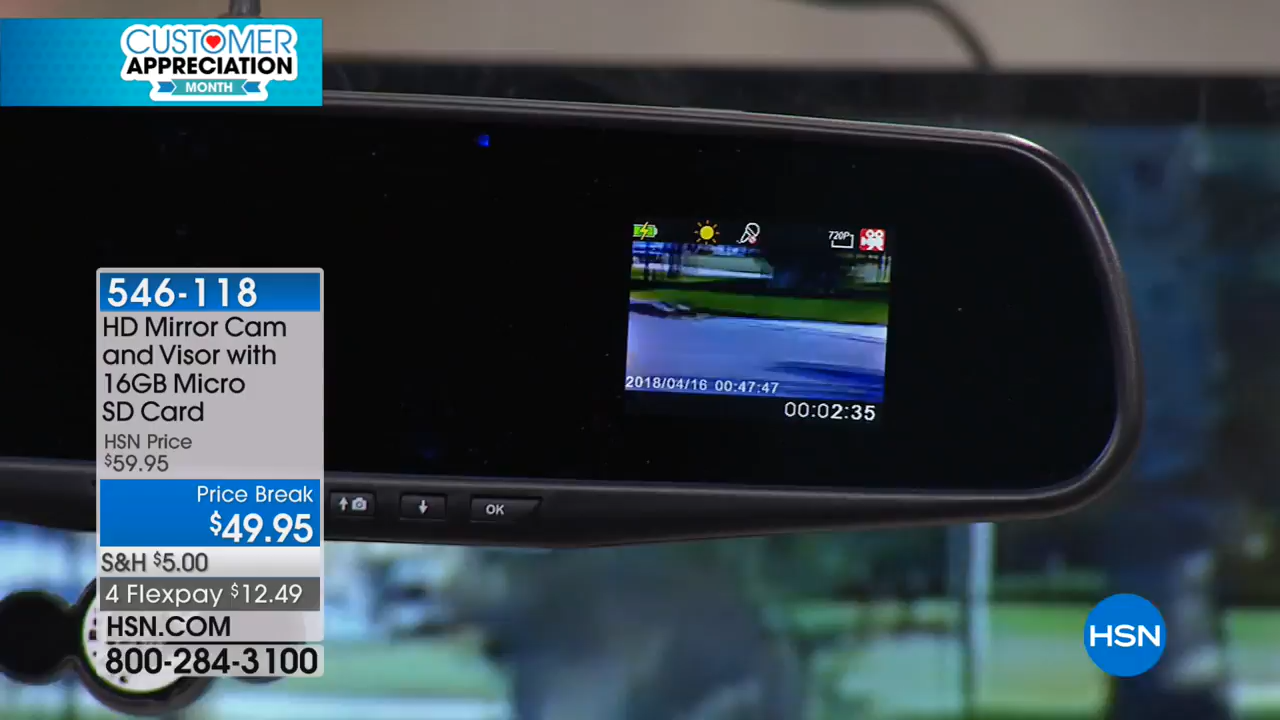 CUSTOMER
APPRECIATION
MONTH
546-118
HD Mirror Cam
and Visor with
16GB Micro
SD Card
HSN Price
$59.95
Price Break
$49.95
S&H $5.00
4 Flexpay $12.49
HSN.COM
800-284-3100
720P
2018/04/16 00:47:47
00:02:35
OK
HSN